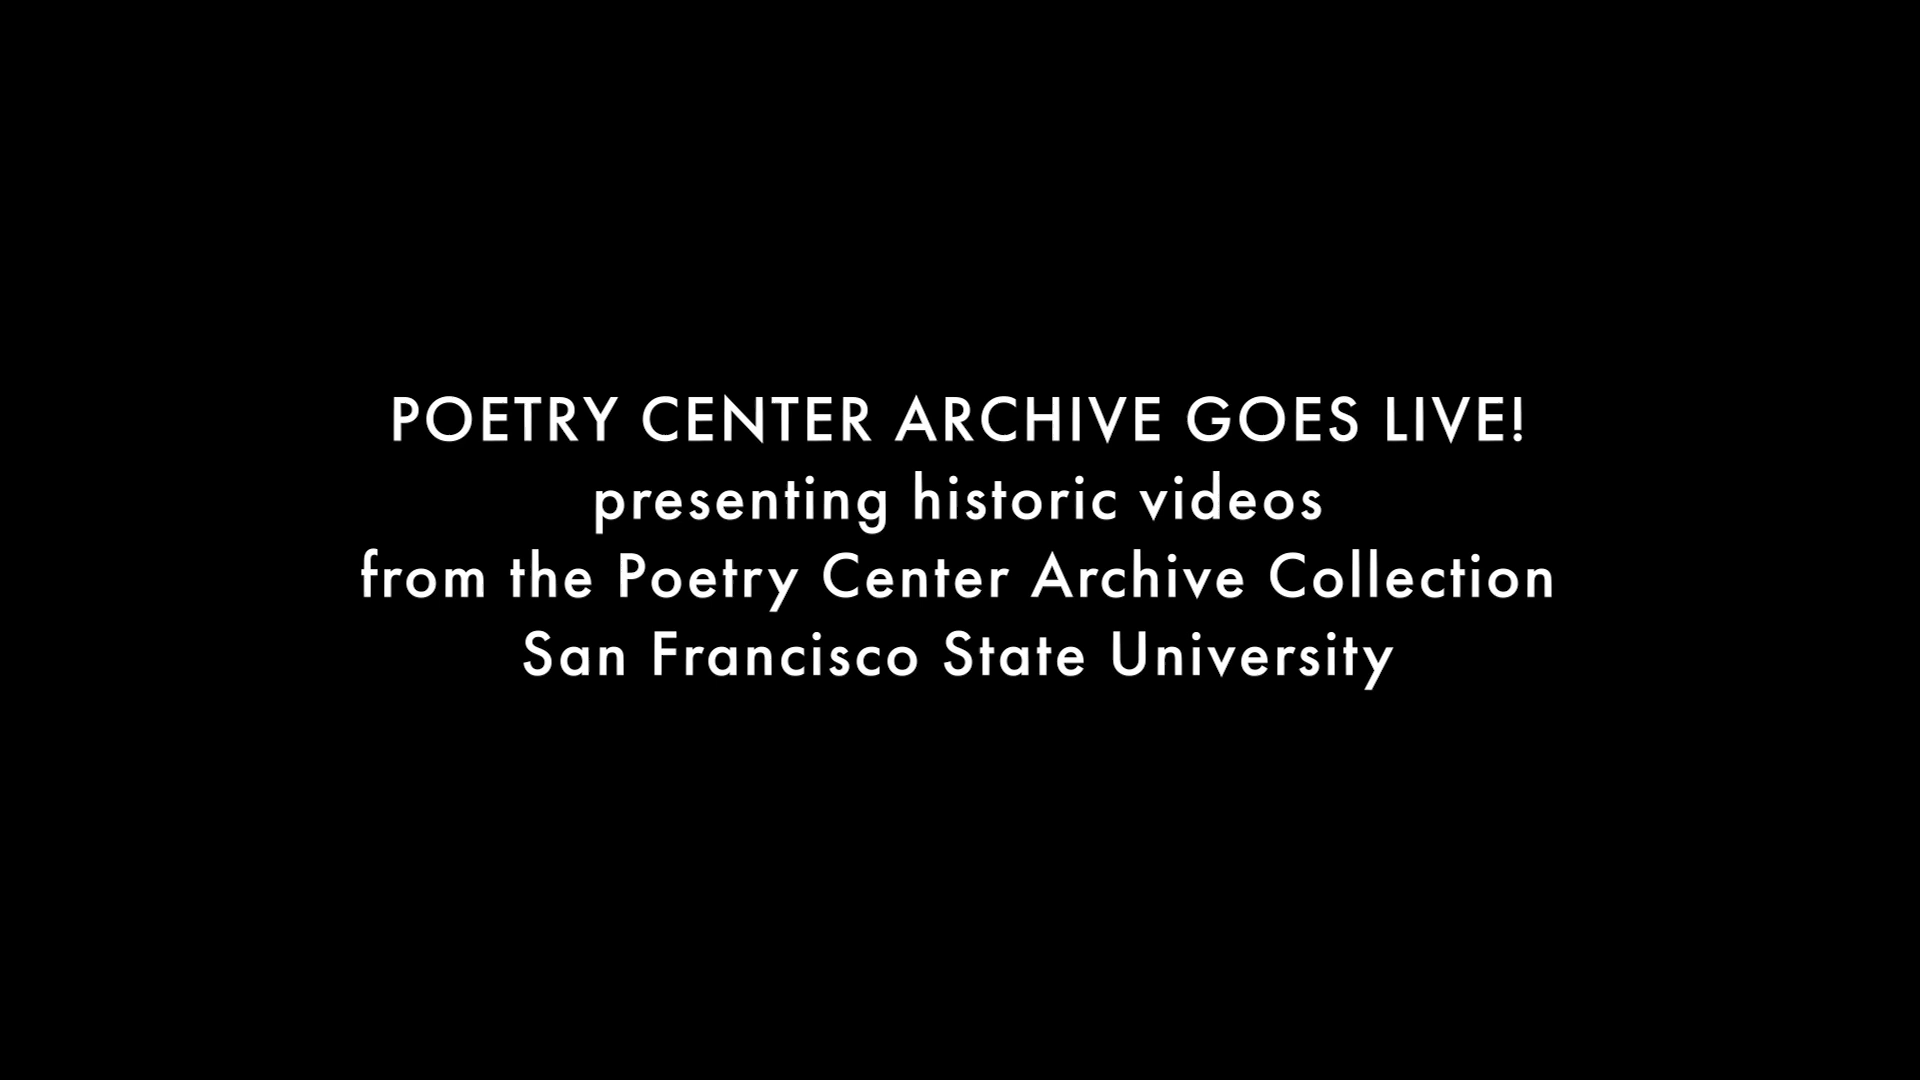 POETRY CENTER ARCHIVE GOES LIVE!
presenting historic videos
from the Poetry Center Archive Collection
San Francisco State University